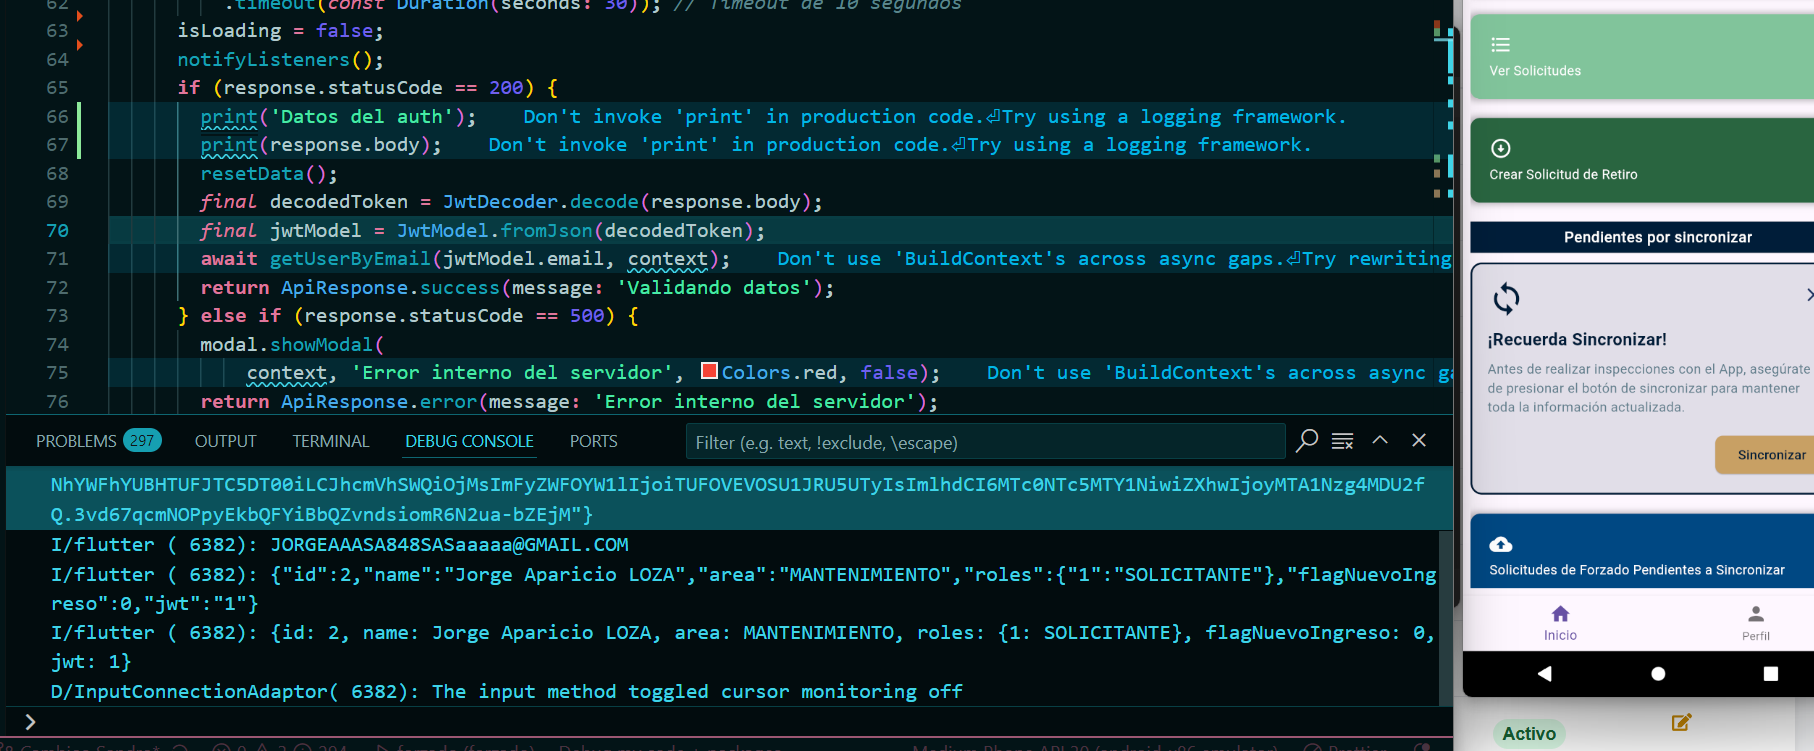 62 .timeout(const Duration(seconds: 30)); // Timeout de 10 segundos
63 isLoading = false;
64 notifyListeners();
65 if (response.statusCode == 200) {
66 print('Datos del auth'); Don't invoke 'print' in production code.⏎Try using a logging framework.
67 print(response.body); Don't invoke 'print' in production code.⏎Try using a logging framework.
68 resetData();
69 final decodedToken = JwtDecoder.decode(response.body);
70 final jwtModel = JwtModel.fromJson(decodedToken);
71 await getUserByEmail(jwtModel.email, context); Don't use 'BuildContext's across async gaps.⏎Try rewriting
72 return ApiResponse.success(message: 'Validando datos');
73 } else if (response.statusCode == 500) {
74 modal.showModal(
75 context, 'Error interno del servidor', Colors.red, false); Don't use 'BuildContext's across async ga
76 return ApiResponse.error(message: 'Error interno del servidor');
PROBLEMS 297 OUTPUT TERMINAL DEBUG CONSOLE PORTS Filter (e.g. text, !exclude, \escape)
NhYWFhYUBHTUFJTC5DT00iLCJhcmVhSWQiOjMsImFyZWFOYW1lIjoiTUFOVEVOSU1JRU5UTyIsImlhdCI6MTc0NTc5MTY1NiwiZXhwIjoyMTA1Nzg4MDU2f
Q.3vd67qcmNOPpyEkbQFYiBbQZvndsiomR6N2ua-bZEjM"}
I/flutter ( 6382): JORGEAAASA848SASaaaaa@GMAIL.COM
I/flutter ( 6382): {"id":2,"name":"Jorge Aparicio LOZA","area":"MANTENIMIENTO","roles":{"1":"SOLICITANTE"},"flagNuevoIng
reso":0,"jwt":"1"}
I/flutter ( 6382): {id: 2, name: Jorge Aparicio LOZA, area: MANTENIMIENTO, roles: {1: SOLICITANTE}, flagNuevoIngreso: 0,
jwt: 1}
D/InputConnectionAdaptor( 6382): The input method toggled cursor monitoring off
Ver Solicitudes
Crear Solicitud de Retiro
Pendientes por sincronizar
¡Recuerda Sincronizar!
Antes de realizar inspecciones con el App, asegúrate
de presionar el botón de sincronizar para mantener
toda la información actualizada.
Sincronizar
Solicitudes de Forzado Pendientes a Sincronizar
Inicio
Perfil
Activo